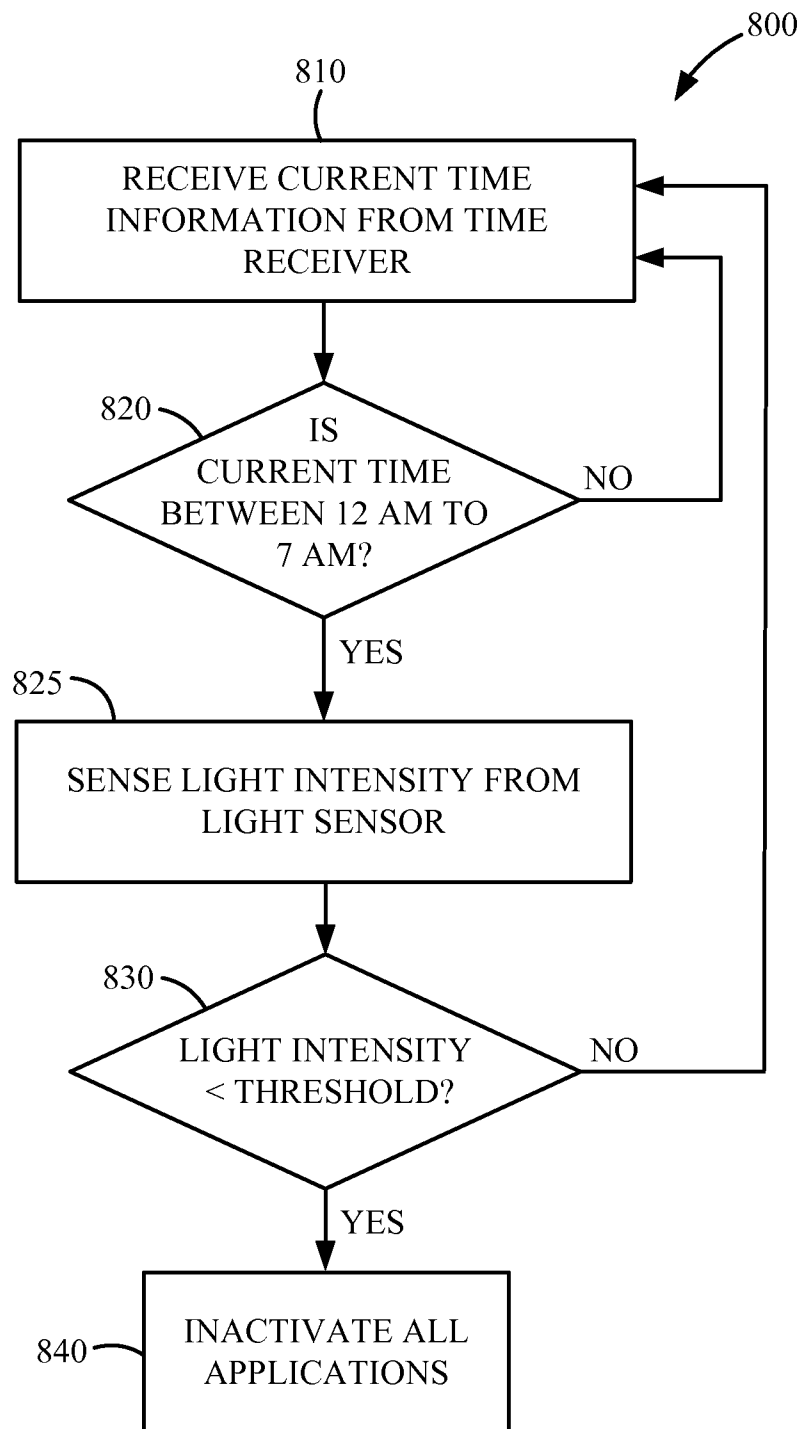 800
810
RECEIVE CURRENT TIME
INFORMATION FROM TIME
RECEIVER
820
IS
CURRENT TIME
BETWEEN 12 AM TO
7 AM?
NO
YES
825
SENSE LIGHT INTENSITY FROM
LIGHT SENSOR
830
LIGHT INTENSITY
< THRESHOLD?
NO
YES
840
INACTIVATE ALL
APPLICATIONS